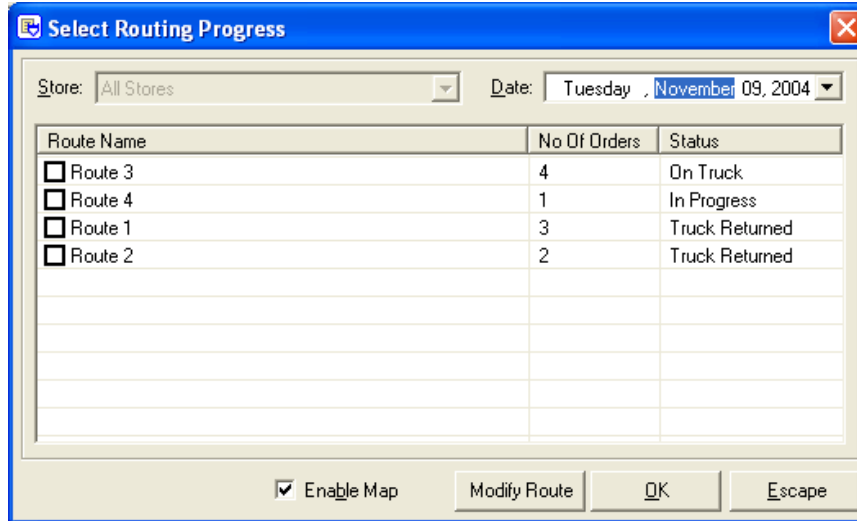 Select Routing Progress
Store: All Stores Date: Tuesday , November 09, 2004
Route Name No Of Orders Status
Route 3 4 On Truck
Route 4 1 In Progress
Route 1 3 Truck Returned
Route 2 2 Truck Returned
Enable Map Modify Route OK Escape